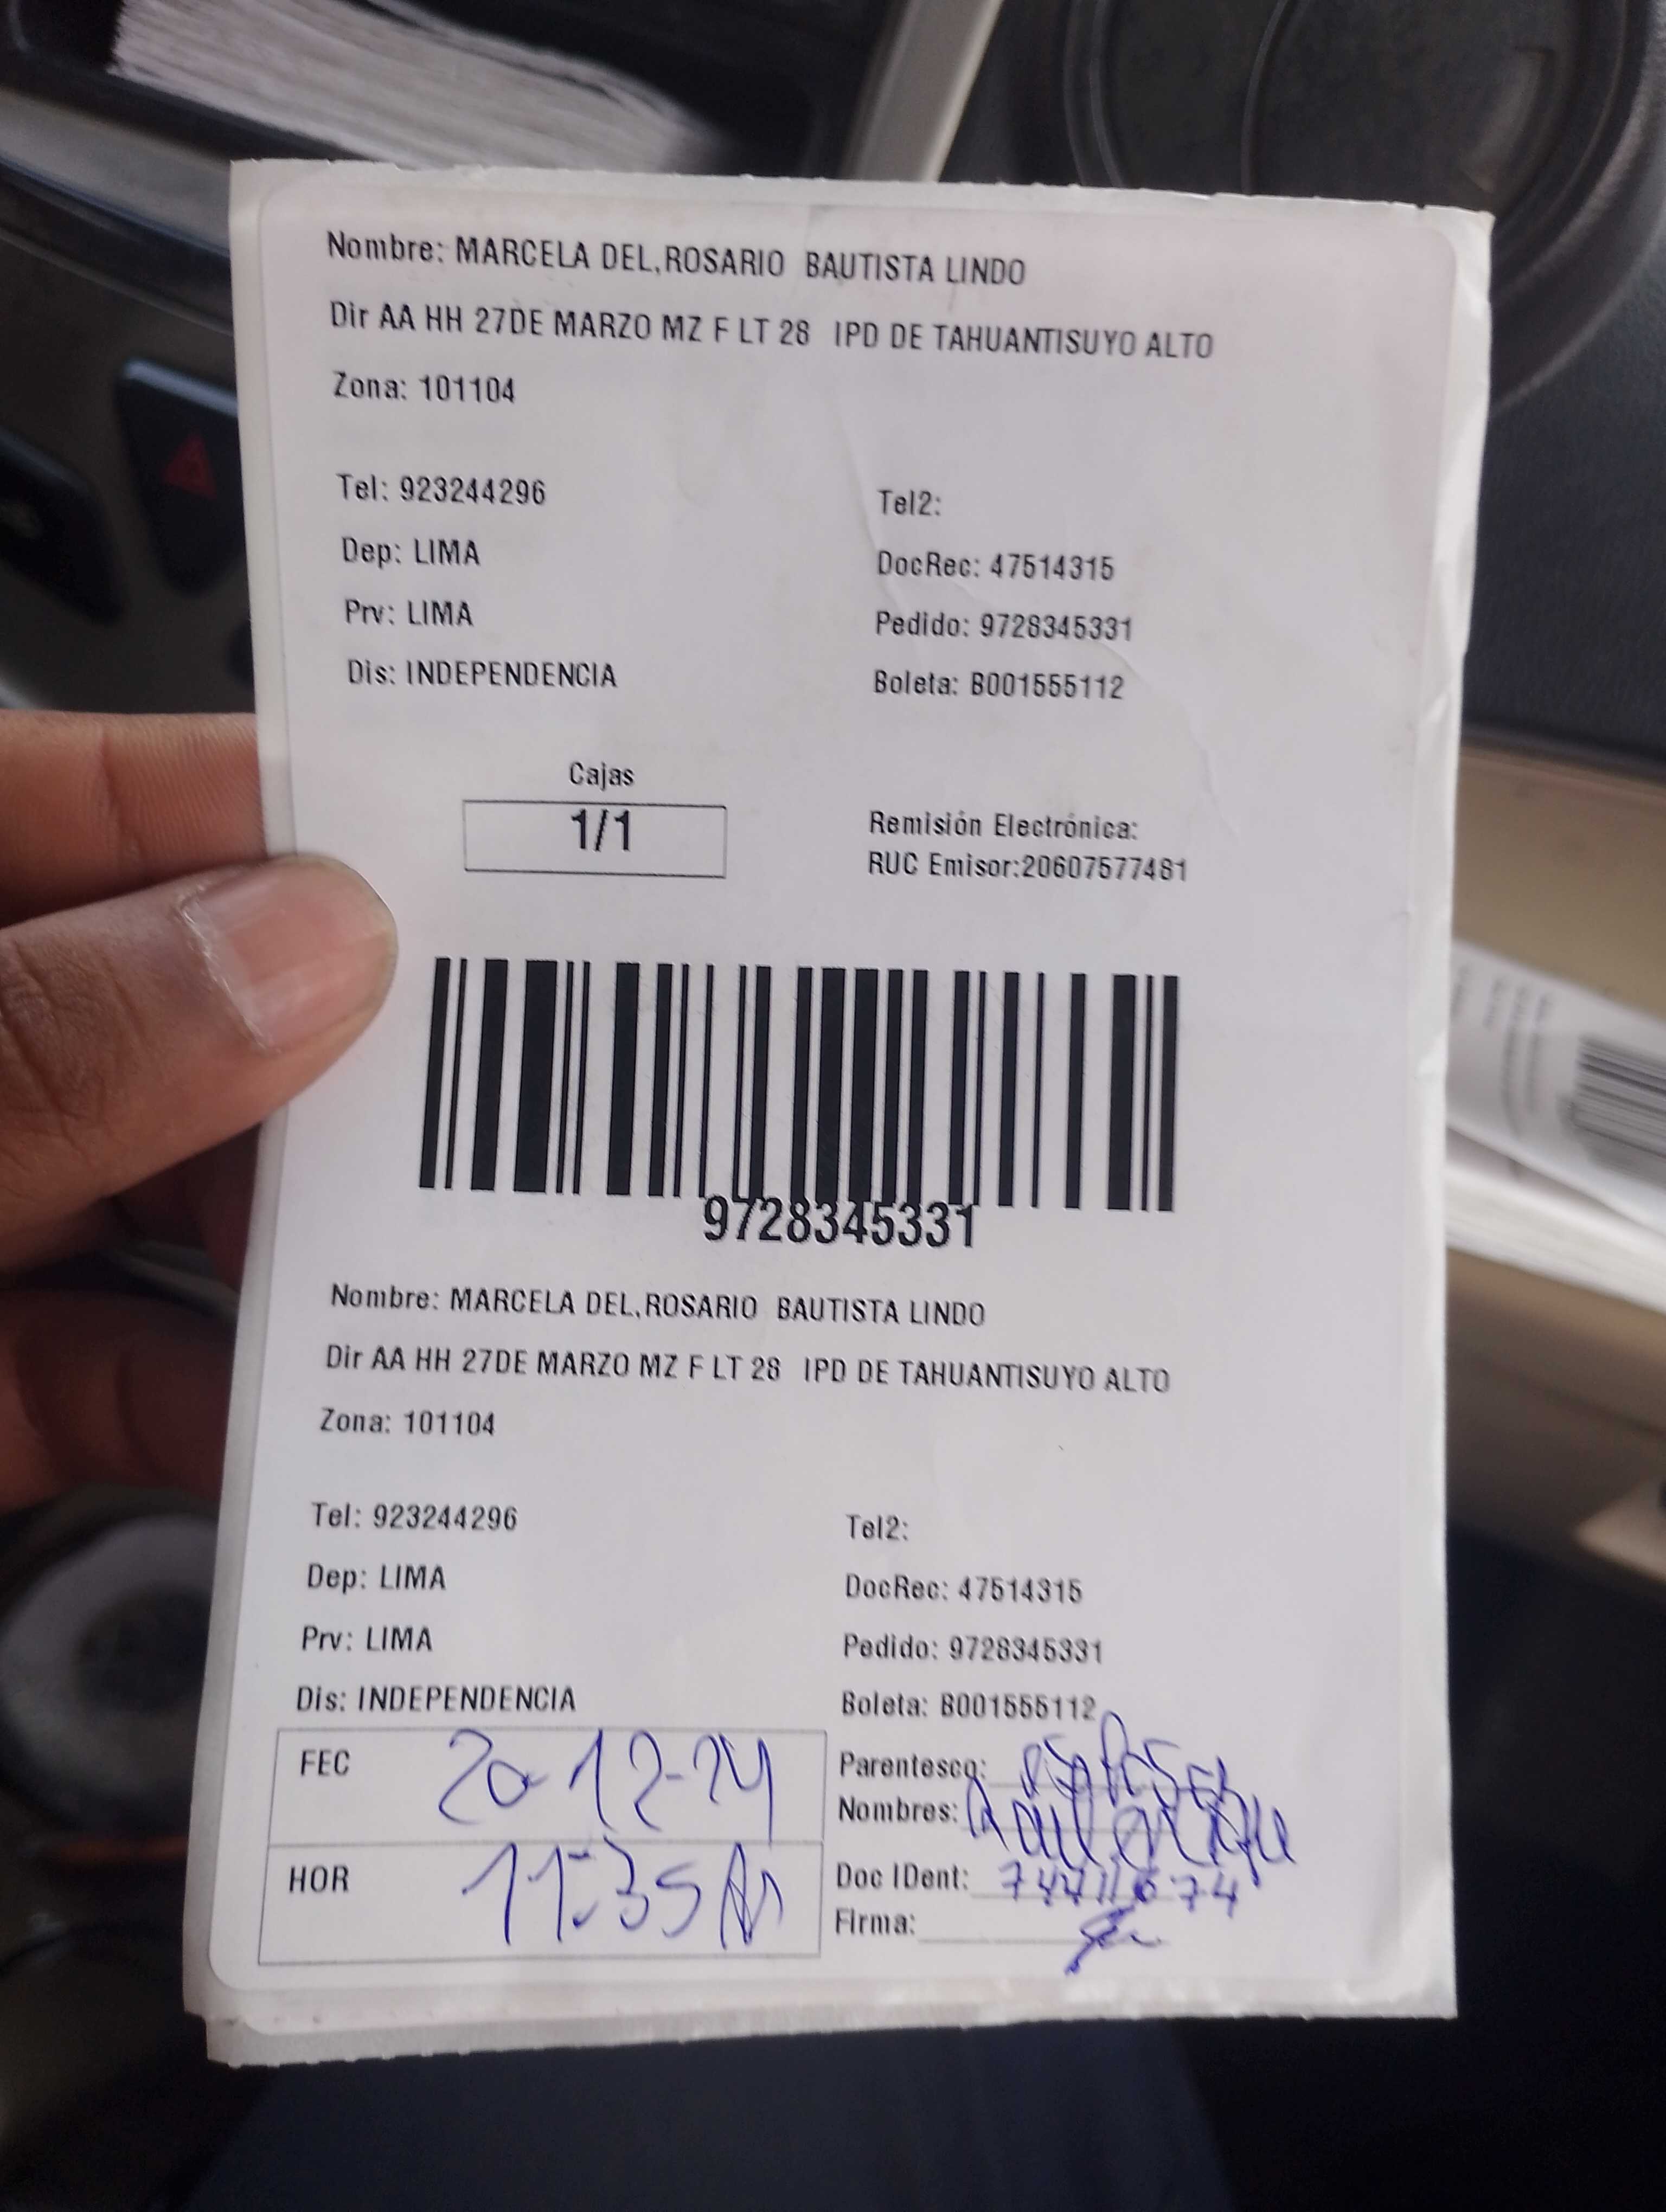 Nombre: MARCELA DEL,ROSARIO BAUTISTA LINDO
Dir AA HH 27DE MARZO MZ F LT 28 IPD DE TAHUANTISUYO ALTO
Zona: 101104
Tel: 923244296 Tel2:
Dep: LIMA DocRec: 47514315
Prv: LIMA Pedido: 9728345331
Dis: INDEPENDENCIA Boleta: B001555112
Cajas
1/1
Remisión Electrónica:
RUC Emisor:20607577481
9728345331
Nombre: MARCELA DEL,ROSARIO BAUTISTA LINDO
Dir AA HH 27DE MARZO MZ F LT 28 IPD DE TAHUANTISUYO ALTO
Zona: 101104
Tel: 923244296 Tel2:
Dep: LIMA DocRec: 47514315
Prv: LIMA Pedido: 9728345331
Dis: INDEPENDENCIA Boleta: B001555112
FEC 20-12-24
Parentesco:
Nombres:
HOR 11:35
Doc IDent:
Firma: